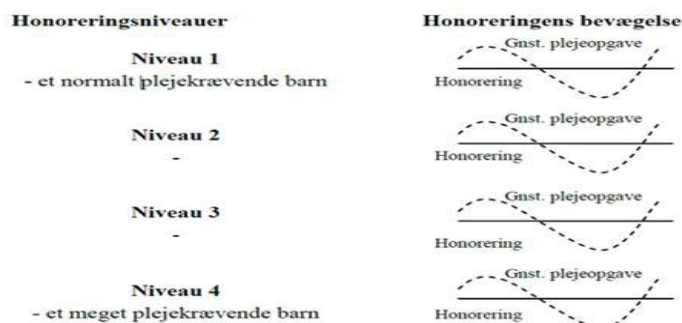 Honoreringsniveauer
Honoreringens bevægelse
Niveau 1
- et normalt plejekrævende barn
Gnst. plejeopgave
Honorering
Niveau 2
-
Gnst. plejeopgave
Honorering
Niveau 3
-
Gnst. plejeopgave
Honorering
Niveau 4
- et meget plejekrævende barn
Gnst. plejeopgave
Honorering